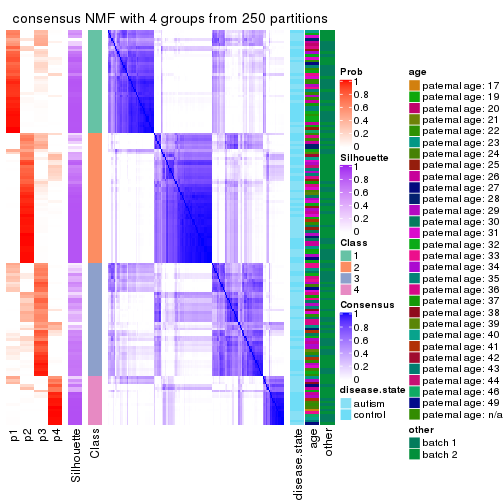 consensus NMF with 4 groups from 250 partitions
p1
p2
p3
p4
Silhouette
Class
disease.state
age
other
Prob
1
0.8
0.6
0.4
0.2
0
Silhouette
1
0.8
0.6
0.4
0.2
0
Class
1
2
3
4
Consensus
1
0.8
0.6
0.4
0.2
0
disease.state
autism
control
age
paternal age: 17
paternal age: 19
paternal age: 20
paternal age: 21
paternal age: 22
paternal age: 23
paternal age: 24
paternal age: 25
paternal age: 26
paternal age: 27
paternal age: 28
paternal age: 29
paternal age: 30
paternal age: 31
paternal age: 32
paternal age: 33
paternal age: 34
paternal age: 35
paternal age: 36
paternal age: 37
paternal age: 38
paternal age: 39
paternal age: 40
paternal age: 41
paternal age: 42
paternal age: 43
paternal age: 44
paternal age: 46
paternal age: 49
paternal age: n/a
other
batch 1
batch 2